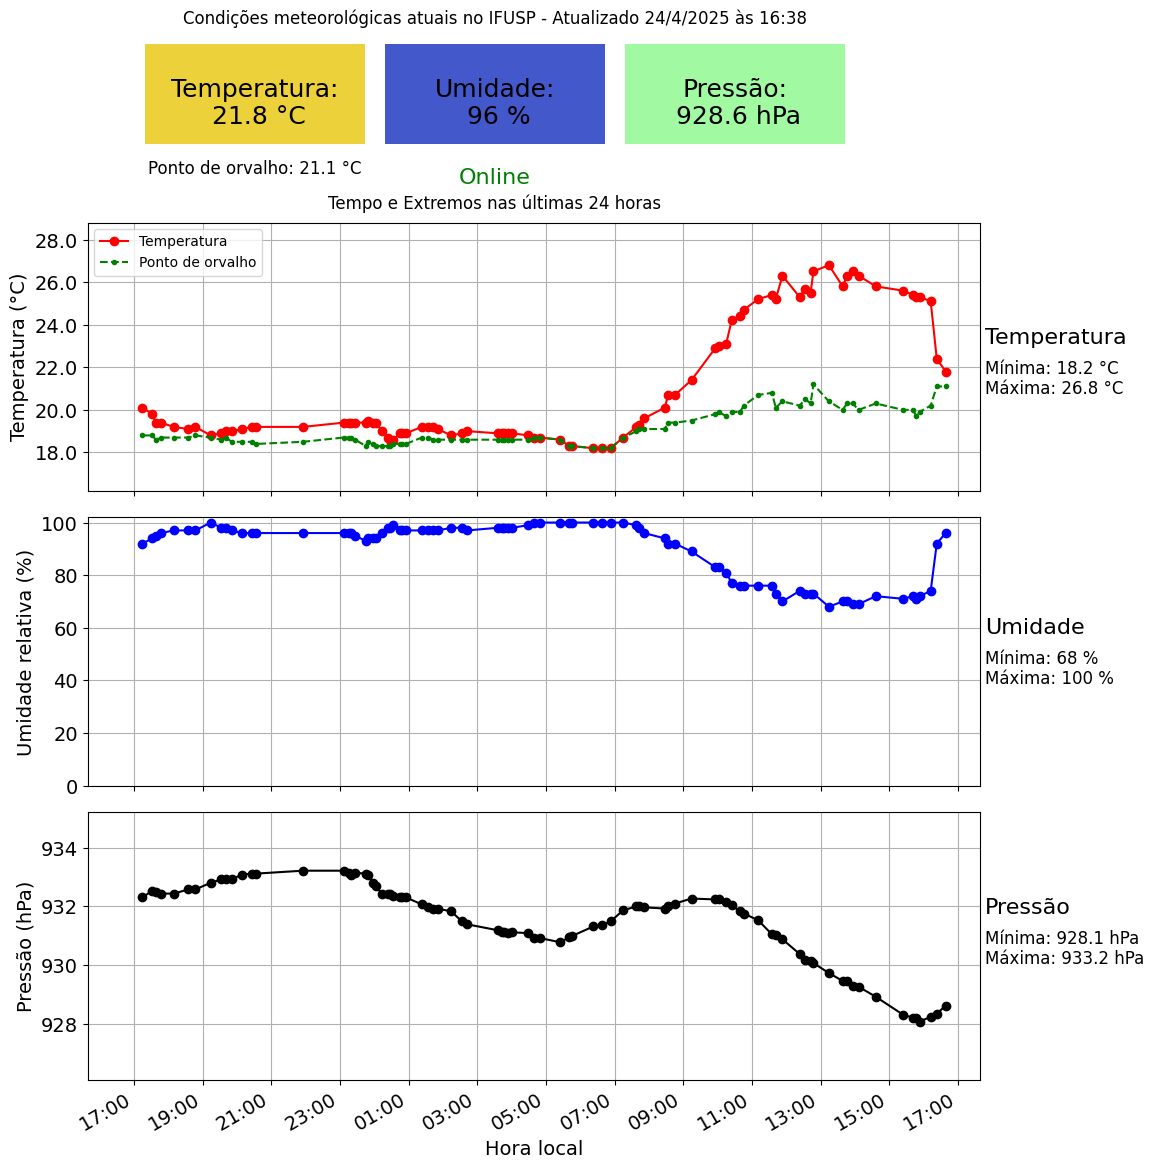 Condições meteorológicas atuais no IFUSP - Atualizado 24/4/2025 às 16:38
Temperatura:
21.8 °C
Umidade:
96 %
Pressão:
928.6 hPa
Ponto de orvalho: 21.1 °C
Online
Tempo e Extremos nas últimas 24 horas
Temperatura (°C)
28.0
26.0
24.0
22.0
20.0
18.0
Temperatura
Ponto de orvalho
Temperatura
Mínima: 18.2 °C
Máxima: 26.8 °C
Umidade relativa (%)
100
80
60
40
20
0
Umidade
Mínima: 68 %
Máxima: 100 %
Pressão (hPa)
934
932
930
928
Pressão
Mínima: 928.1 hPa
Máxima: 933.2 hPa
17:00
19:00
21:00
23:00
01:00
03:00
05:00
07:00
09:00
11:00
13:00
15:00
17:00
Hora local